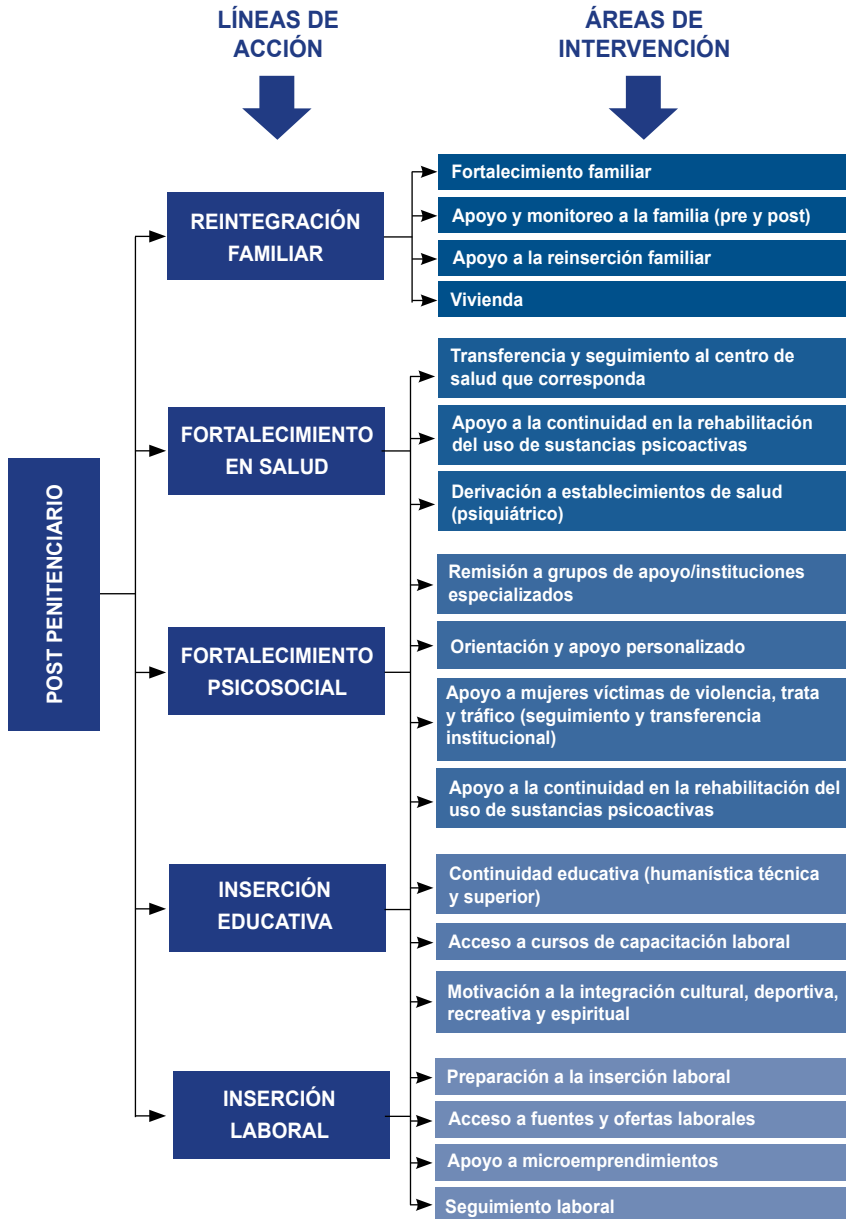 LÍNEAS DE
ACCIÓN
ÁREAS DE
INTERVENCIÓN
POST PENITENCIARIO
REINTEGRACIÓN
FAMILIAR
Fortalecimiento familiar
Apoyo y monitoreo a la familia (pre y post)
Apoyo a la reinserción familiar
Vivienda
FORTALECIMIENTO
EN SALUD
Transferencia y seguimiento al centro de
salud que corresponda
Apoyo a la continuidad en la rehabilitación
del uso de sustancias psicoactivas
Derivación a establecimientos de salud
(psiquiátrico)
FORTALECIMIENTO
PSICOSOCIAL
Remisión a grupos de apoyo/instituciones
especializados
Orientación y apoyo personalizado
Apoyo a mujeres víctimas de violencia, trata
y tráfico (seguimiento y transferencia
institucional)
Apoyo a la continuidad en la rehabilitación del
uso de sustancias psicoactivas
INSERCIÓN
EDUCATIVA
Continuidad educativa (humanística técnica
y superior)
Acceso a cursos de capacitación laboral
Motivación a la integración cultural, deportiva,
recreativa y espiritual
INSERCIÓN
LABORAL
Preparación a la inserción laboral
Acceso a fuentes y ofertas laborales
Apoyo a microemprendimientos
Seguimiento laboral